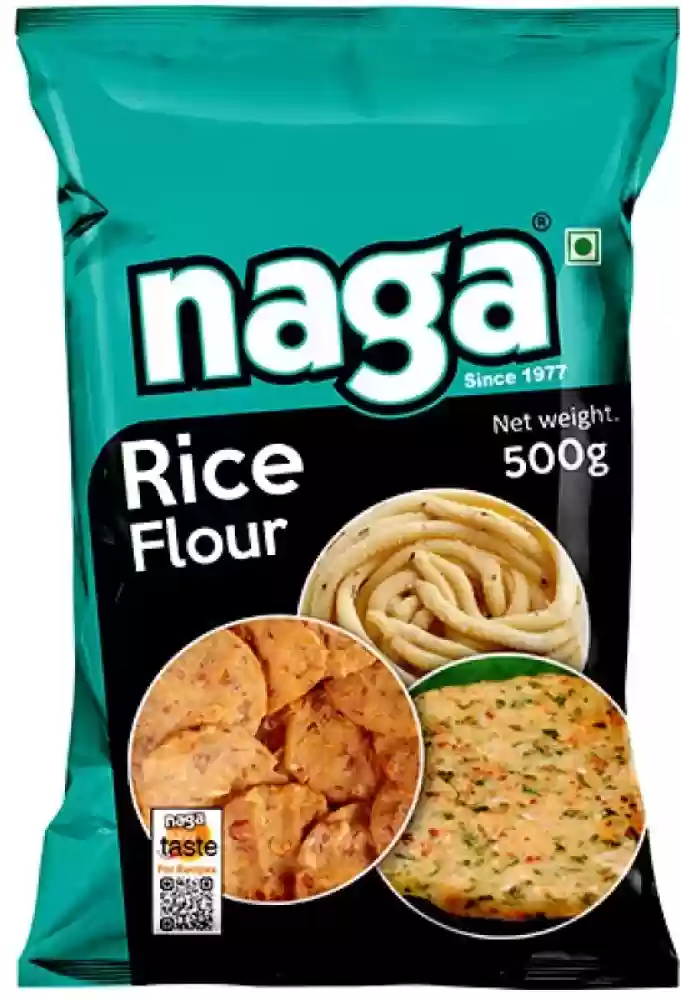 naga®
Since 1977
Net weight.
500g
Rice
Flour
naga
taste
For Recipes